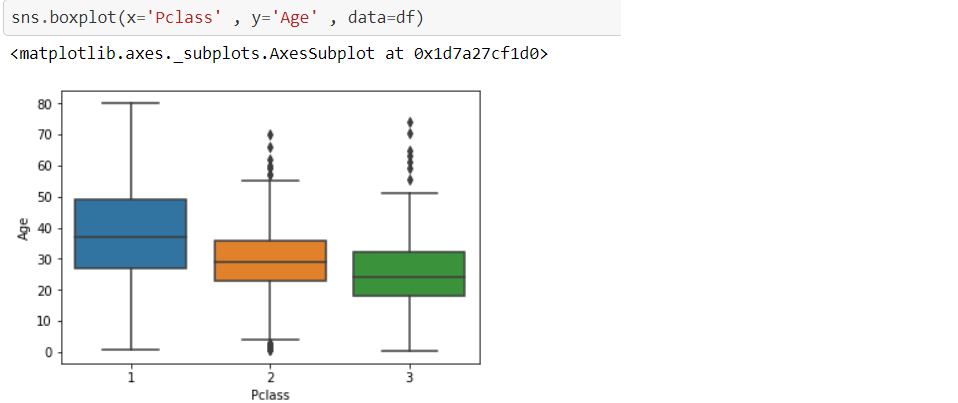 sns.boxplot(x='Pclass' , y='Age' , data=df)
<matplotlib.axes._subplots.AxesSubplot at 0x1d7a27cf1d0>
80
70
60
50
40
30
20
10
0
Age
1 2 3
Pclass